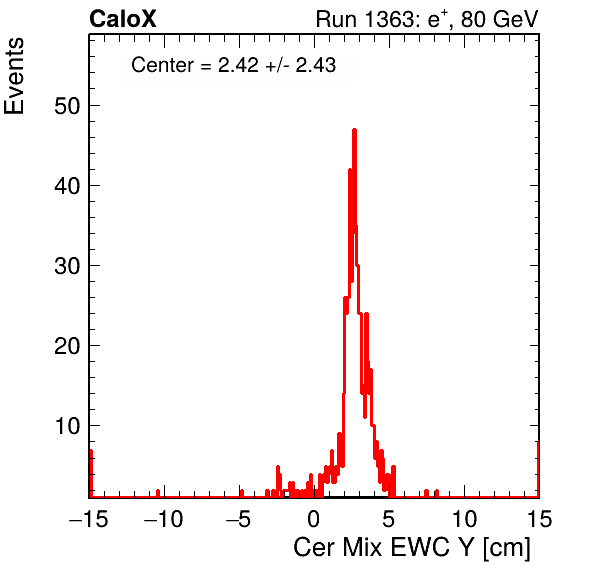 CaloX Run 1363: e⁺, 80 GeV
Center = 2.42 +/- 2.43
Events
50
40
30
20
10
−15 −10 −5 0 5 10 15
Cer Mix EWC Y [cm]